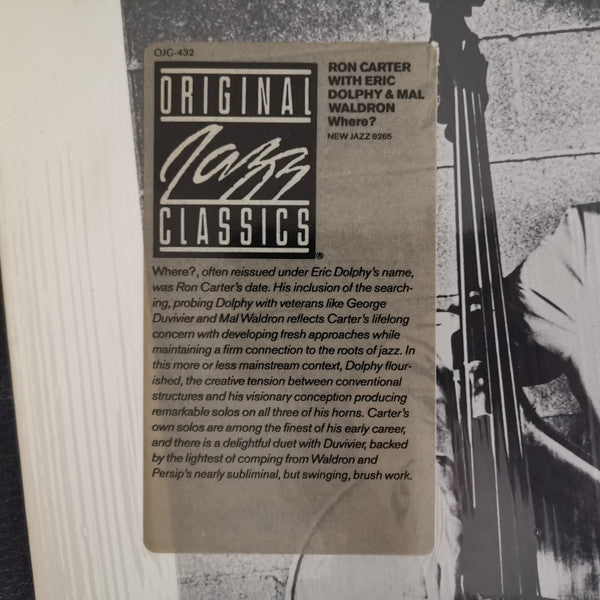 OJC-432
ORIGINAL
Jazz
CLASSICS
®
RON CARTER
WITH ERIC
DOLPHY & MAL
WALDRON
Where?
NEW JAZZ 8265
Where?, often reissued under Eric Dolphy's name,
was Ron Carter's date. His inclusion of the search-
ing, probing Dolphy with veterans like George
Duvivier and Mal Waldron reflects Carter's lifelong
concern with developing fresh approaches while
maintaining a firm connection to the roots of jazz. In
this more or less mainstream context, Dolphy flour-
ished, the creative tension between conventional
structures and his visionary conception producing
remarkable solos on all three of his horns. Carter's
own solos are among the finest of his early career,
and there is a delightful duet with Duvivier, backed
by the lightest of comping from Waldron and
Persip's nearly subliminal, but swinging, brush work.